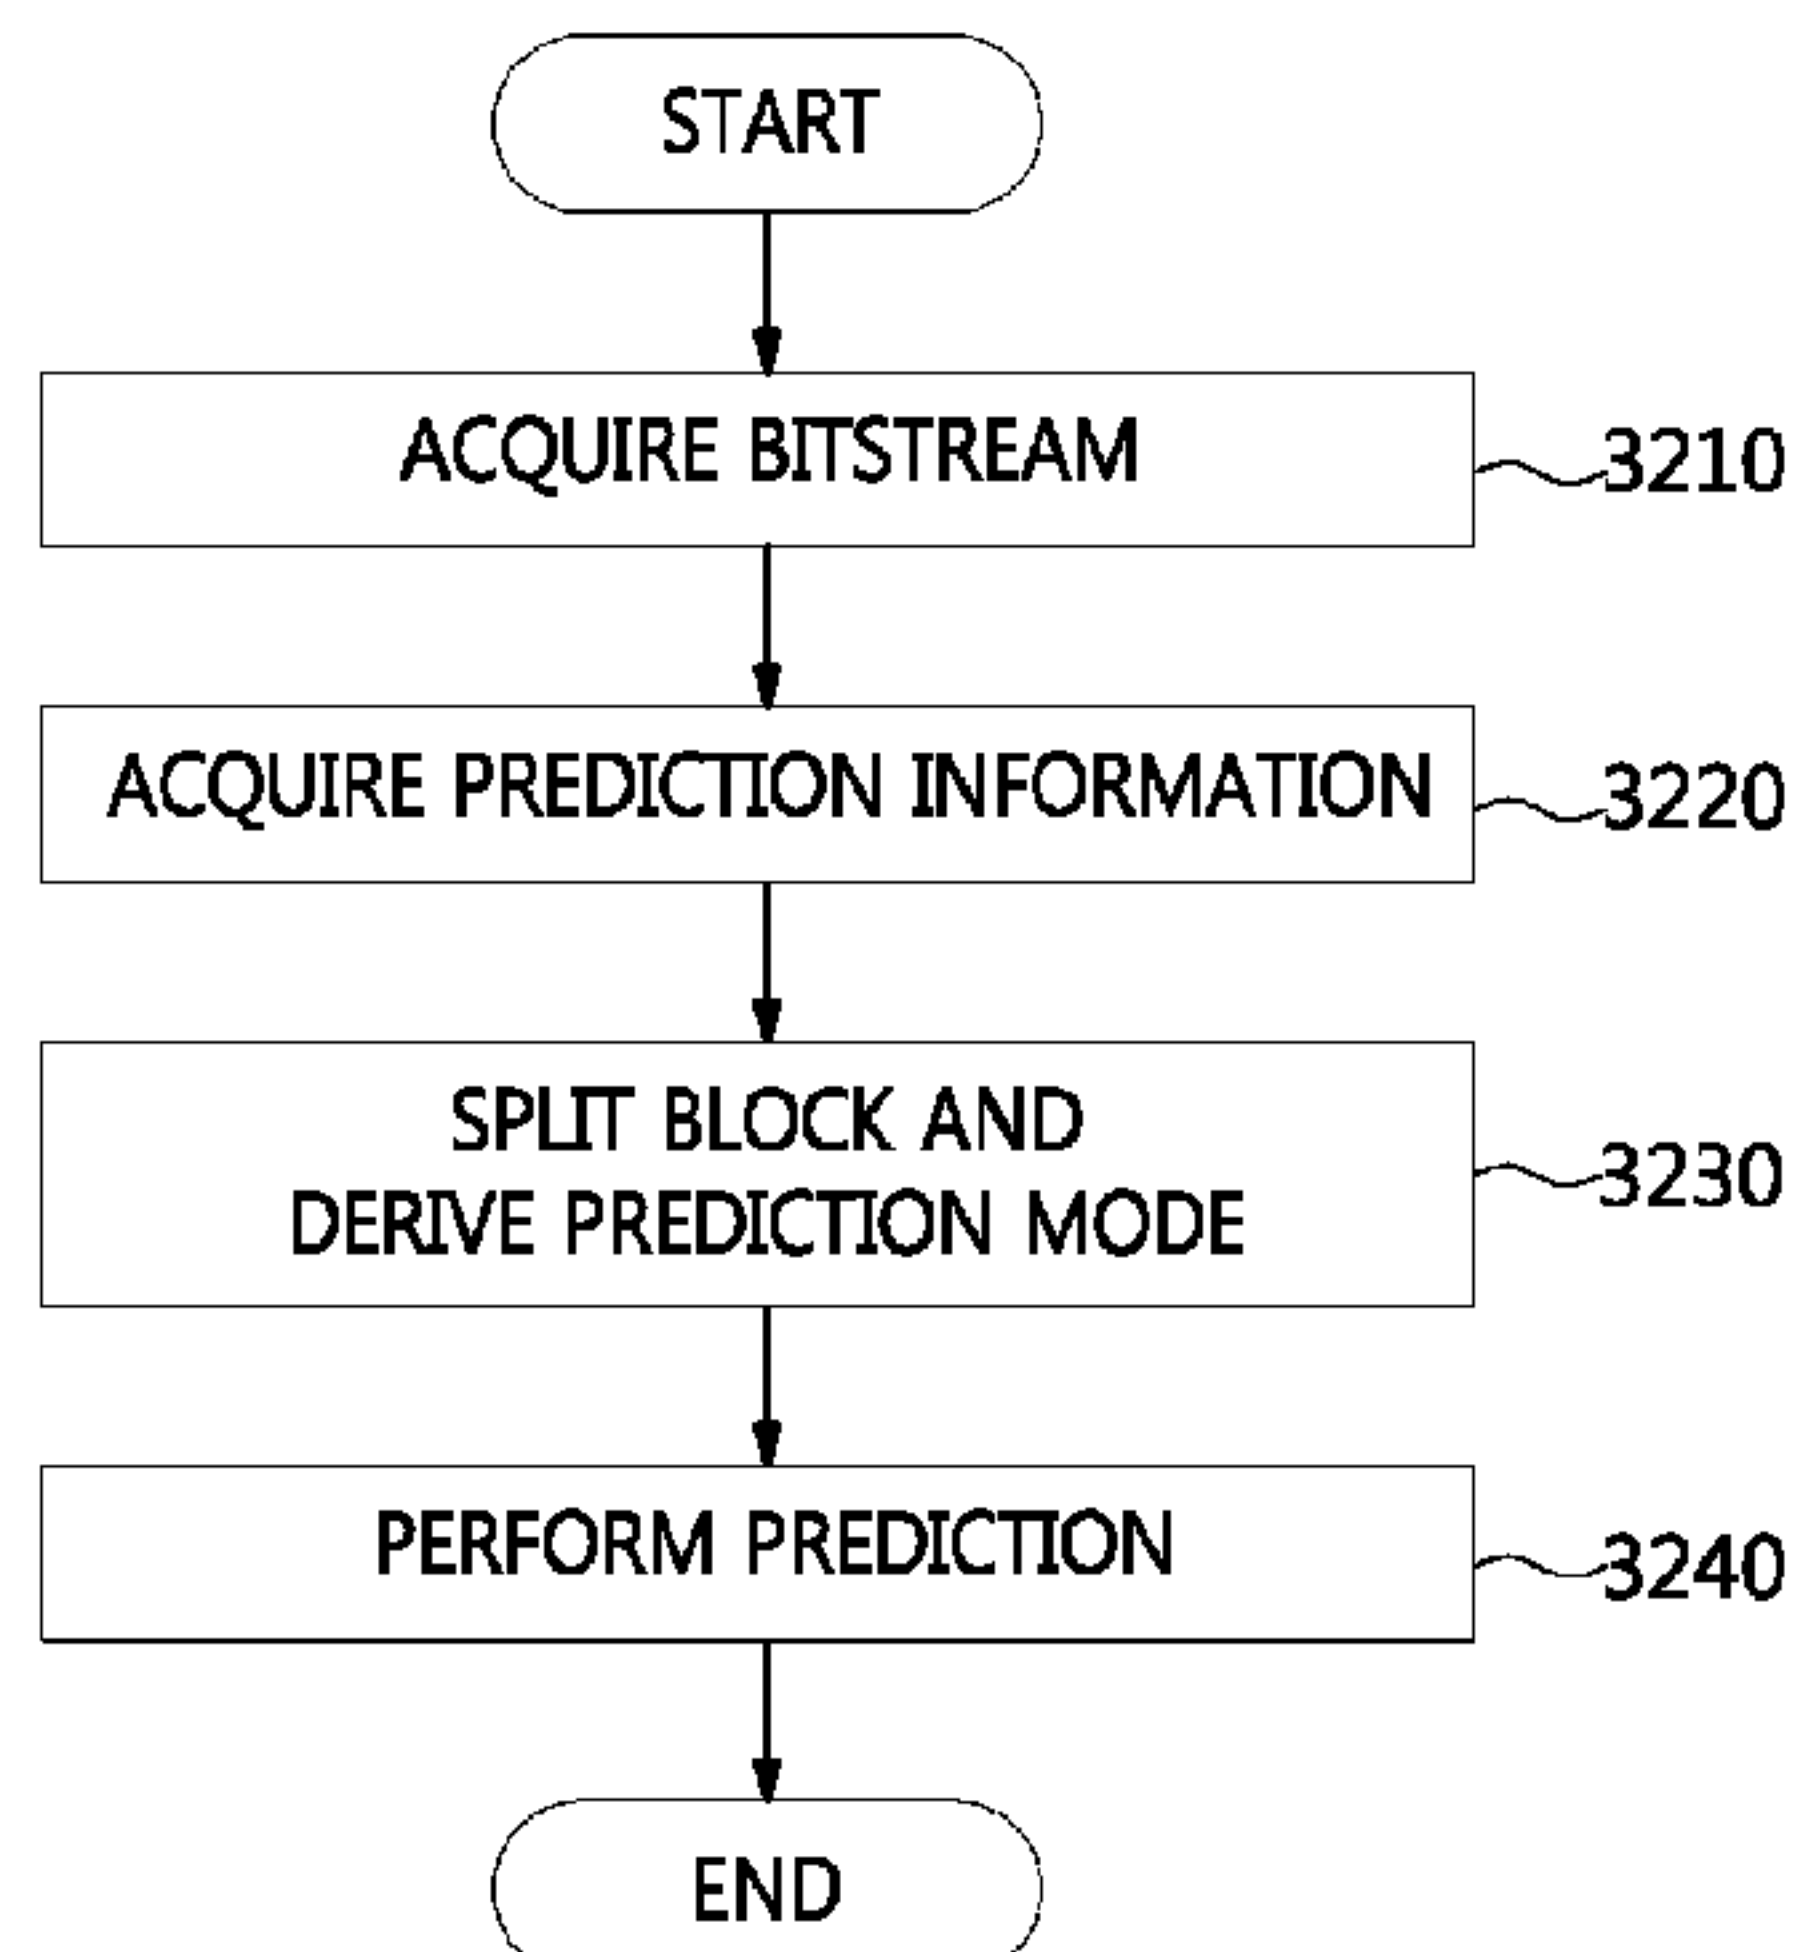 START
ACQUIRE BITSTREAM
3210
ACQUIRE PREDICTION INFORMATION
3220
SPLIT BLOCK AND
DERIVE PREDICTION MODE
3230
PERFORM PREDICTION
3240
END